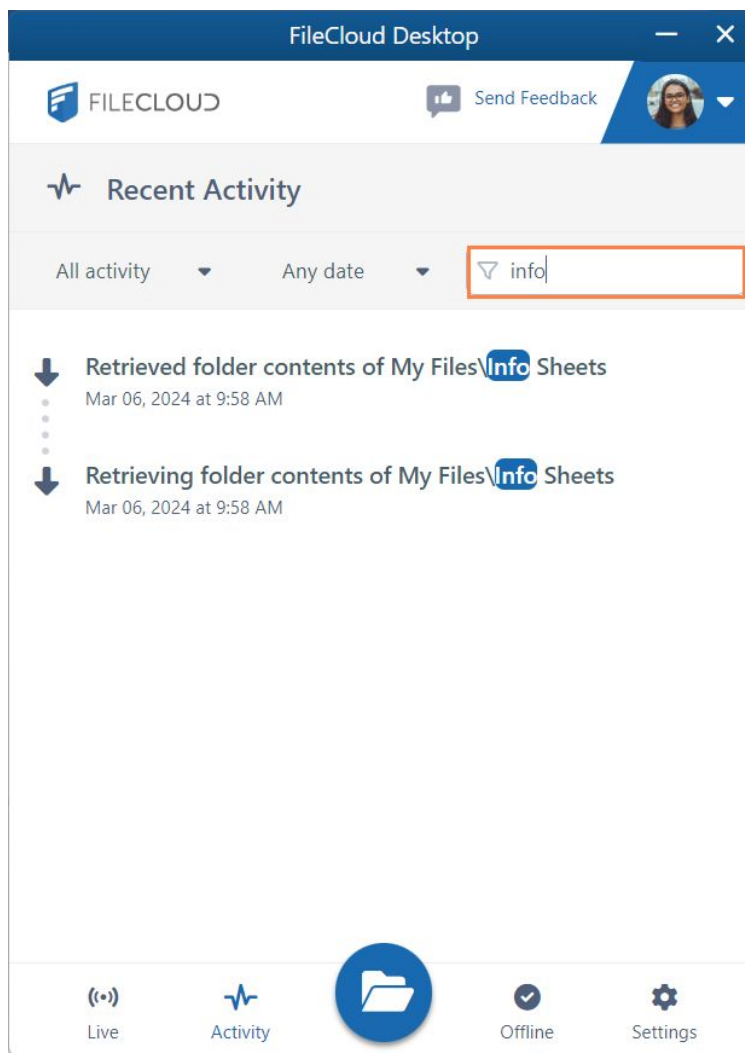 FileCloud Desktop
FILECLOUD
Send Feedback
Recent Activity
All activity
Any date
info
Retrieved folder contents of My Files\Info Sheets
Mar 06, 2024 at 9:58 AM
Retrieving folder contents of My Files\Info Sheets
Mar 06, 2024 at 9:58 AM
Live
Activity
Offline
Settings